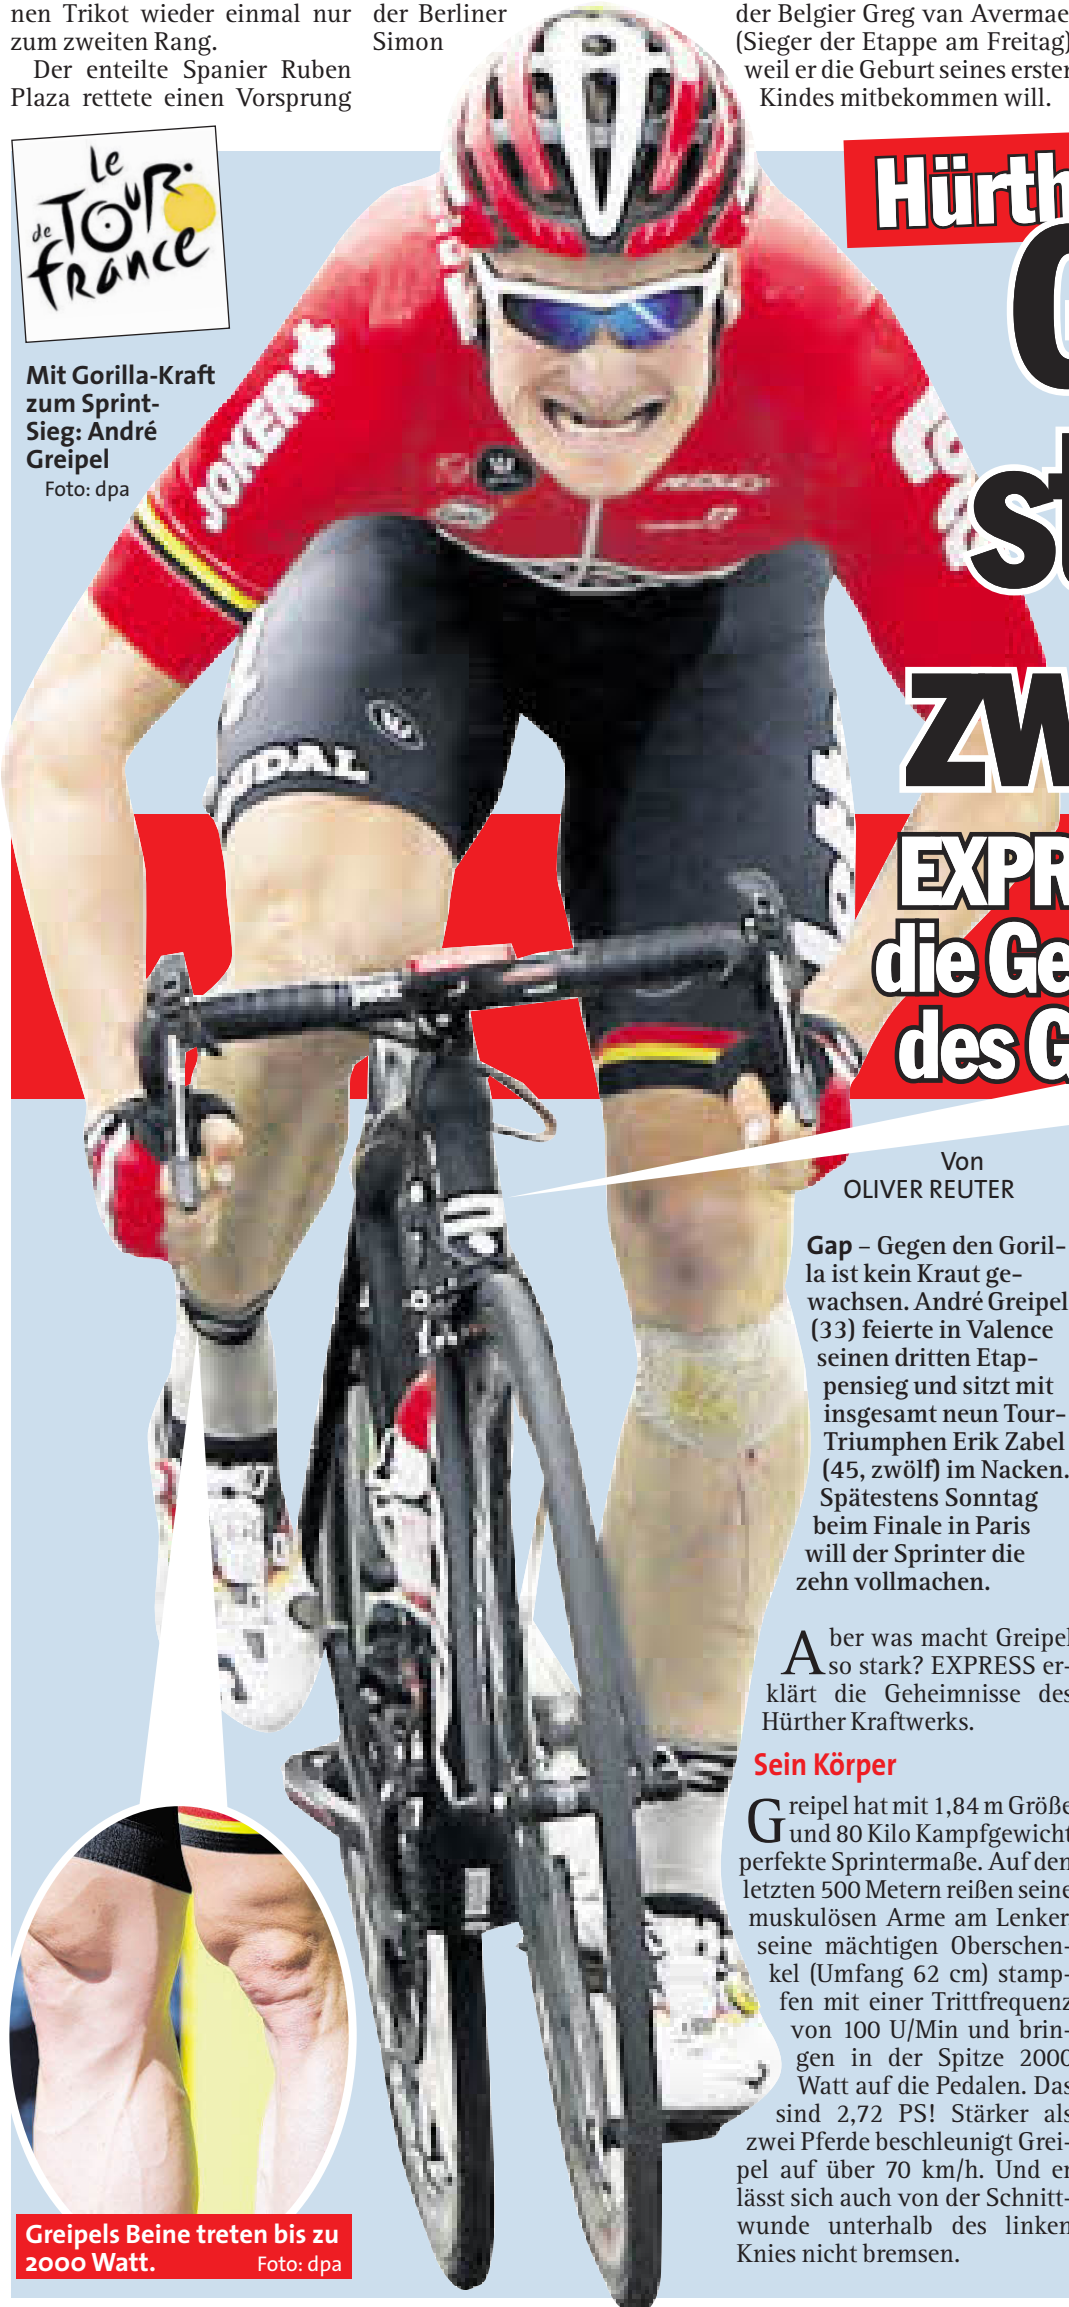 nen Trikot wieder einmal nur
zum zweiten Rang.
Der enteilte Spanier Ruben
Plaza rettete einen Vorsprung
der Berliner
Simon
der Belgier Greg van Avermae
(Sieger der Etappe am Freitag)
weil er die Geburt seines erster
Kindes mitbekommen will.
Le
TOUR
de
FRANCE
Mit Gorilla-Kraft
zum Sprint-
Sieg: André
Greipel
Foto: dpa
JOKER
Hürth
G
st
zw
EXPR
die Ge
des G
Von
OLIVER REUTER
Gap – Gegen den Goril-
la ist kein Kraut ge-
wachsen. André Greipel
(33) feierte in Valence
seinen dritten Etap-
pensieg und sitzt mit
insgesamt neun Tour-
Triumphen Erik Zabel
(45, zwölf) im Nacken.
Spätestens Sonntag
beim Finale in Paris
will der Sprinter die
zehn vollmachen.
Aber was macht Greipel
so stark? EXPRESS er-
klärt die Geheimnisse des
Hürther Kraftwerks.
Sein Körper
Greipel hat mit 1,84 m Größe
und 80 Kilo Kampfgewicht
perfekte Sprintermaße. Auf den
letzten 500 Metern reißen seine
muskulösen Arme am Lenker
seine mächtigen Oberschen-
kel (Umfang 62 cm) stamp-
fen mit einer Trittfrequenz
von 100 U/Min und brin-
gen in der Spitze 2000
Watt auf die Pedalen. Das
sind 2,72 PS! Stärker als
zwei Pferde beschleunigt Grei-
pel auf über 70 km/h. Und er
lässt sich auch von der Schnitt-
wunde unterhalb des linken
Knies nicht bremsen.
Greipels Beine treten bis zu
2000 Watt.
Foto: dpa